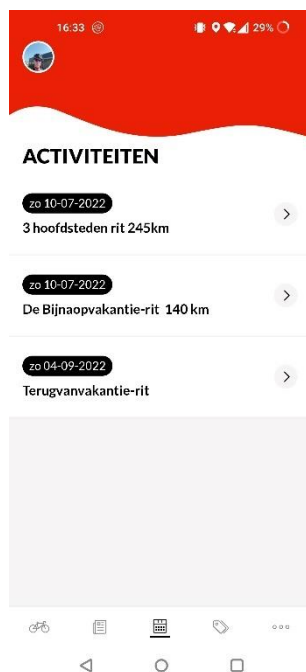 16:33
29%
ACTIVITEITEN
zo 10-07-2022
3 hoofdsteden rit 245km
zo 10-07-2022
De Bijnaopvakantie-rit 140 km
zo 04-09-2022
Terugvanvakantie-rit